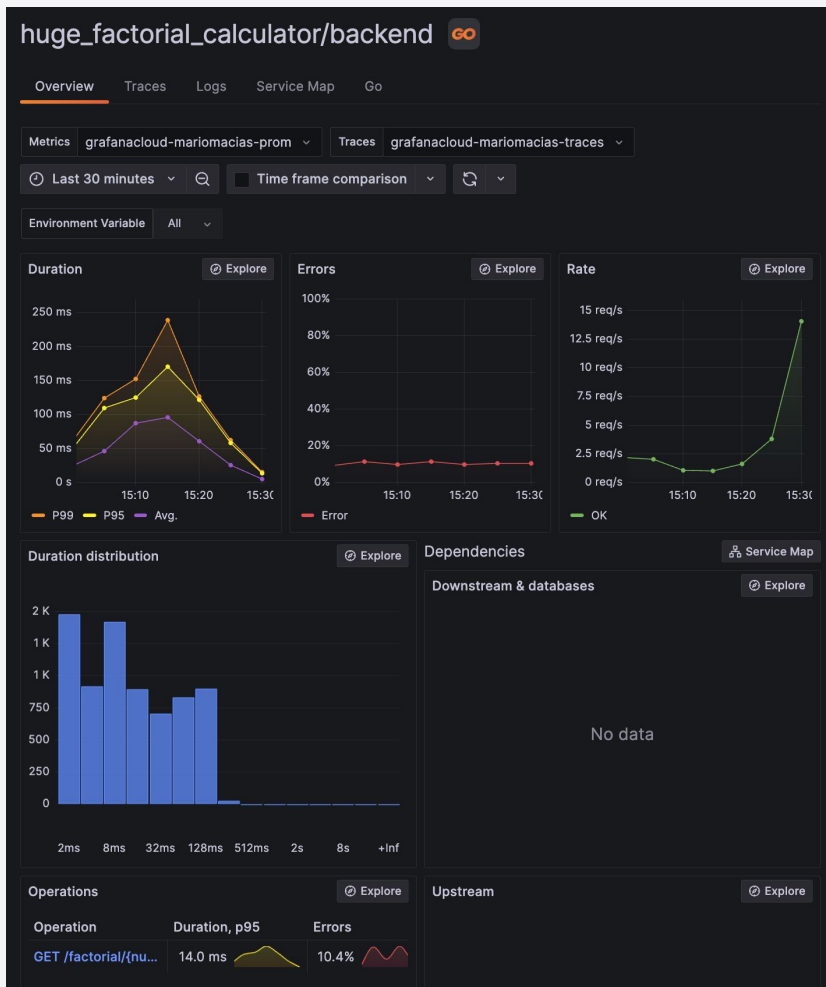 huge_factorial_calculator/backend GO
Overview Traces Logs Service Map Go
Metrics grafanacloud-mariomacias-prom Traces grafanacloud-mariomacias-traces
Last 30 minutes Time frame comparison
Environment Variable All
Duration Explore
250 ms
200 ms
150 ms
100 ms
50 ms
0 s
15:10 15:20 15:30
P99 P95 Avg.
Errors Explore
100%
80%
60%
40%
20%
0%
15:10 15:20 15:30
Error
Rate Explore
15 req/s
12.5 req/s
10 req/s
7.5 req/s
5 req/s
2.5 req/s
0 req/s
15:10 15:20 15:30
OK
Duration distribution Explore
2 K
1 K
1 K
750
500
250
0
2ms 8ms 32ms 128ms 512ms 2s 8s +Inf
Dependencies Service Map
Downstream & databases Explore
No data
Operations Explore
Operation Duration, p95 Errors
GET /factorial/{nu... 14.0 ms 10.4%
Upstream Explore